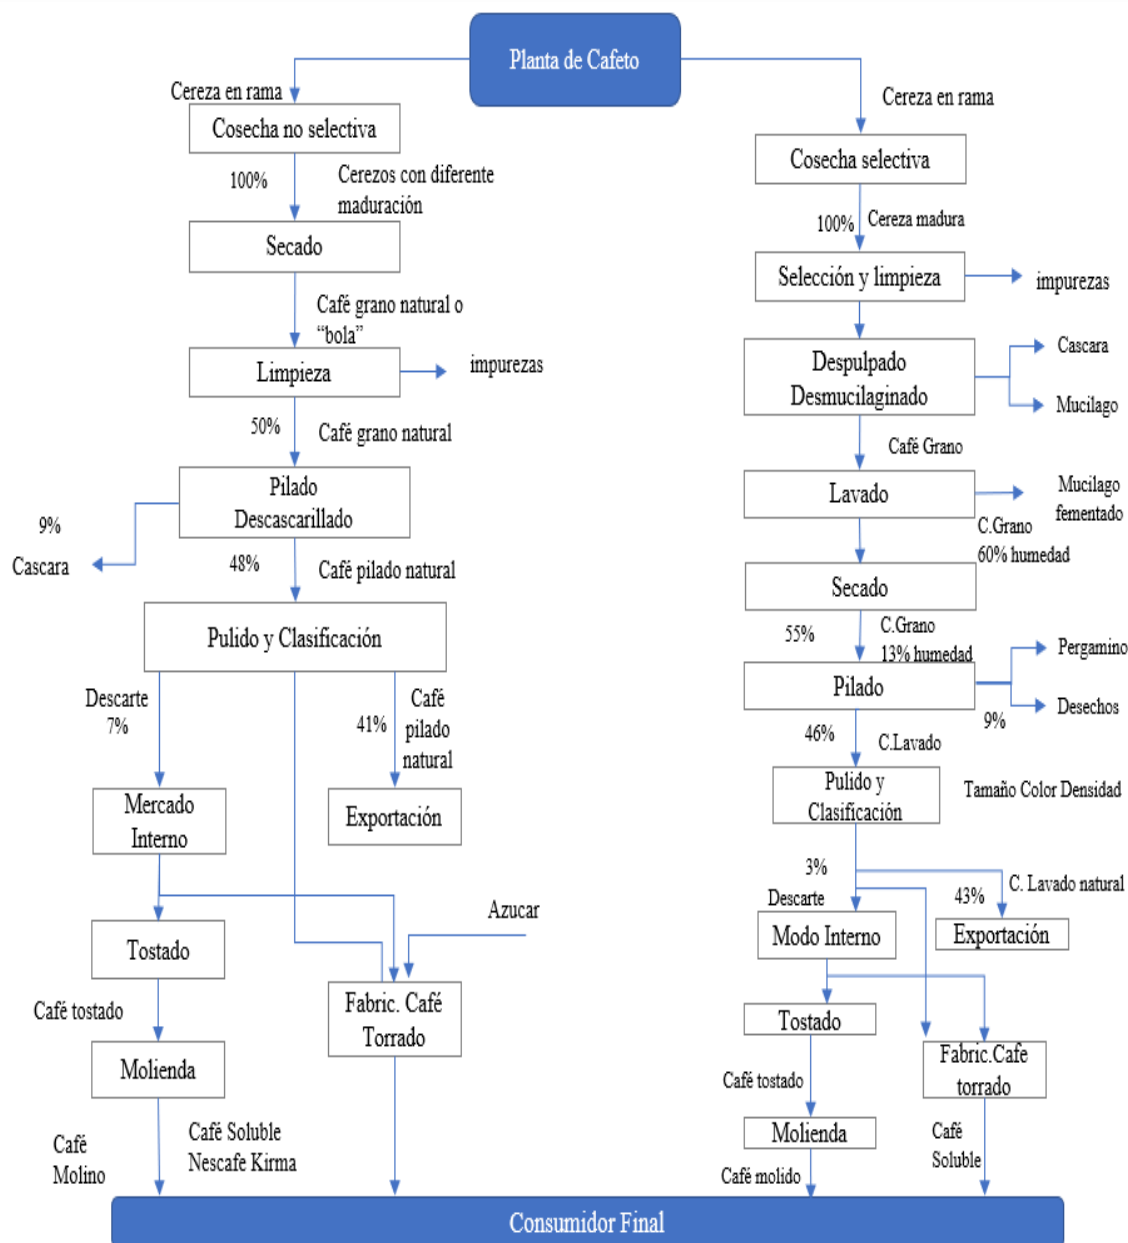 Planta de Cafeto
Cereza en rama
Cosecha no selectiva
100%
Cerezos con diferente
maduración
Secado
Café grano natural o
“bola”
Limpieza
impurezas
50%
Café grano natural
Pilado
Descascarillado
9%
Cascara
48%
Café pilado natural
Pulido y Clasificación
Descarte
7%
41%
Café
pilado
natural
Mercado
Interno
Exportación
Azucar
Tostado
Café tostado
Fabric. Café
Torrado
Molienda
Café
Molino
Café Soluble
Nescafe Kirma
Cereza en rama
Cosecha selectiva
100%
Cereza madura
Selección y limpieza
impurezas
Despulpado
Desmucilaginado
Cascara
Mucilago
Café Grano
Lavado
Mucilago
fementado
C.Grano
60% humedad
Secado
55%
C.Grano
13% humedad
Pilado
Pergamino
Desechos
9%
46%
C.Lavado
Pulido y
Clasificación
Tamaño Color Densidad
3%
Descarte
43%
C. Lavado natural
Modo Interno
Exportación
Tostado
Café tostado
Fabric.Cafe
torrado
Molienda
Café molido
Café
Soluble
Consumidor Final